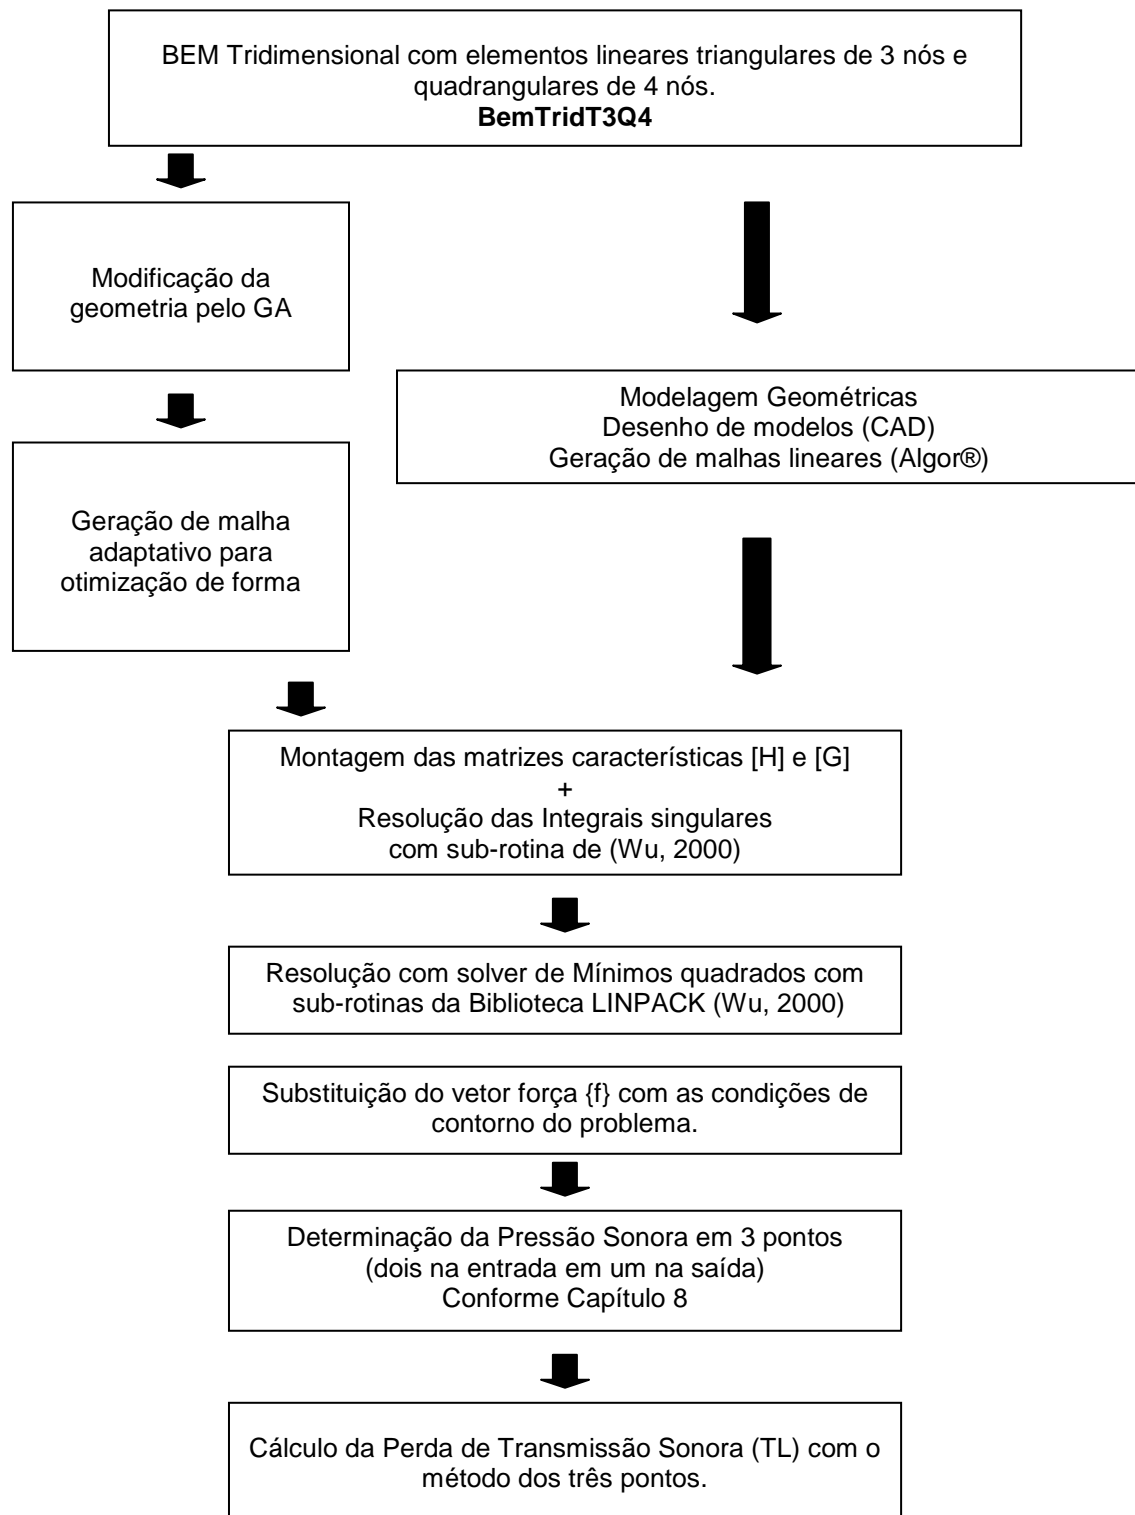 BEM Tridimensional com elementos lineares triangulares de 3 nós e
quadrangulares de 4 nós.
BemTridT3Q4
Modificação da
geometria pelo GA
Modelagem Geométricas
Desenho de modelos (CAD)
Geração de malhas lineares (Algor®)
Geração de malha
adaptativo para
otimização de forma
Montagem das matrizes características [H] e [G]
+
Resolução das Integrais singulares
com sub-rotina de (Wu, 2000)
Resolução com solver de Mínimos quadrados com
sub-rotinas da Biblioteca LINPACK (Wu, 2000)
Substituição do vetor força {f} com as condições de
contorno do problema.
Determinação da Pressão Sonora em 3 pontos
(dois na entrada em um na saída)
Conforme Capítulo 8
Cálculo da Perda de Transmissão Sonora (TL) com o
método dos três pontos.